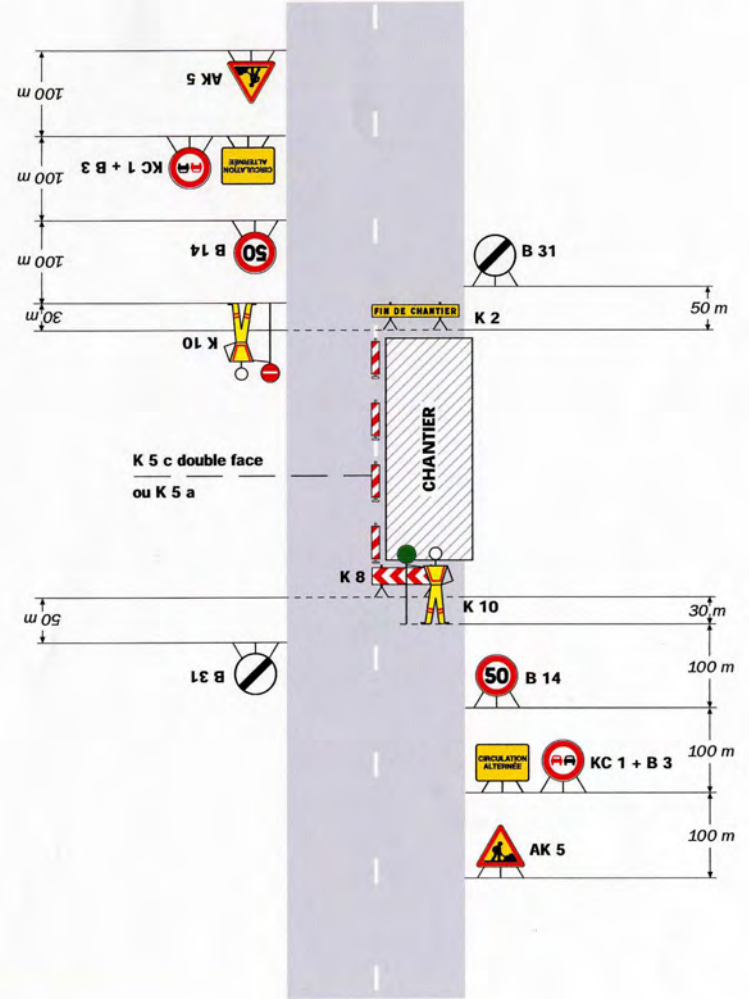 100 m
AK 5
100 m
KC 1 + B 3
CIRCULATION
ALTERNÉE
100 m
B 14
50
30 m
K 10
B 31
50 m
FIN DE CHANTIER
K 2
CHANTIER
K 5 c double face
ou K 5 a
K 8
K 10
30 m
50 m
B 31
50
B 14
100 m
CIRCULATION
ALTERNÉE
KC 1 + B 3
100 m
AK 5
100 m